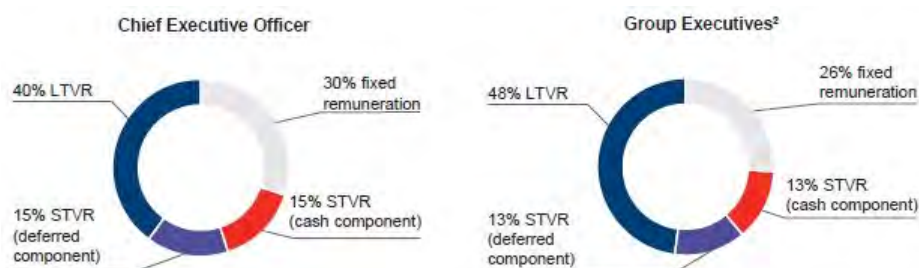 Chief Executive Officer
40% LTVR
30% fixed
remuneration
15% STVR
(cash component)
15% STVR
(deferred
component)
Group Executives²
48% LTVR
26% fixed
remuneration
13% STVR
(cash component)
13% STVR
(deferred
component)